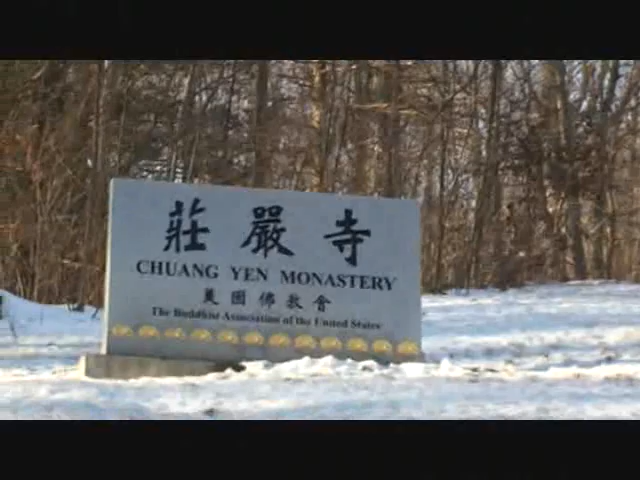 莊嚴寺
CHUANG YEN MONASTERY
美國佛教會
The Buddhist Association of the United States